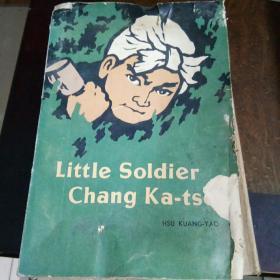 Little Soldier
Chang Ka-ts
HSU KUANG-YAO